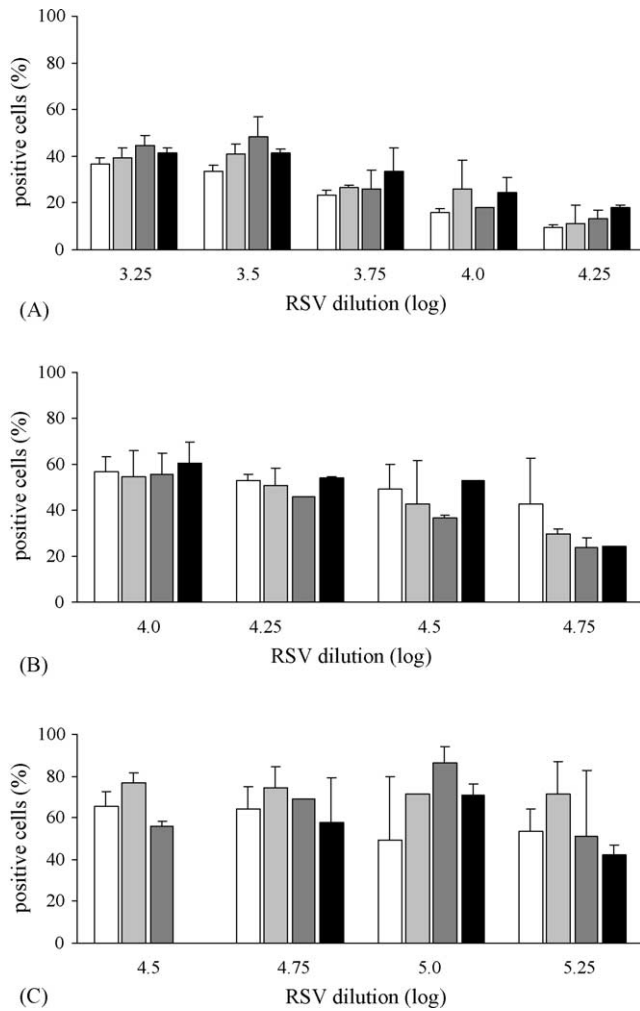 100
80
60
40
20
0
positive cells (%)
3.25 3.5 3.75 4.0 4.25
RSV dilution (log)
(A)
100
80
60
40
20
0
positive cells (%)
4.0 4.25 4.5 4.75
RSV dilution (log)
(B)
100
80
60
40
20
0
positive cells (%)
4.5 4.75 5.0 5.25
RSV dilution (log)
(C)